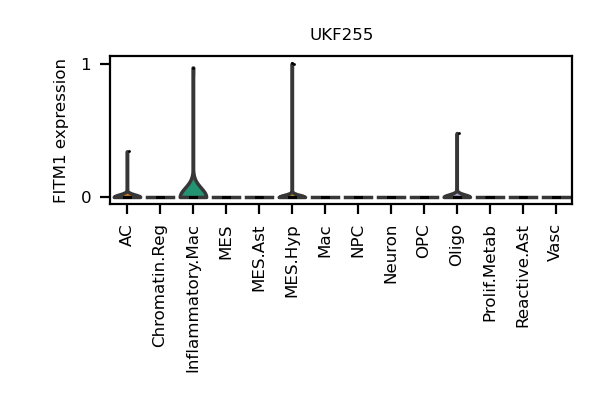 UKF255
FITM1 expression
1
0
AC
Chromatin.Reg
Inflammatory.Mac
MES
MES.Ast
MES.Hyp
Mac
NPC
Neuron
OPC
Oligo
Prolif.Metab
Reactive.Ast
Vasc